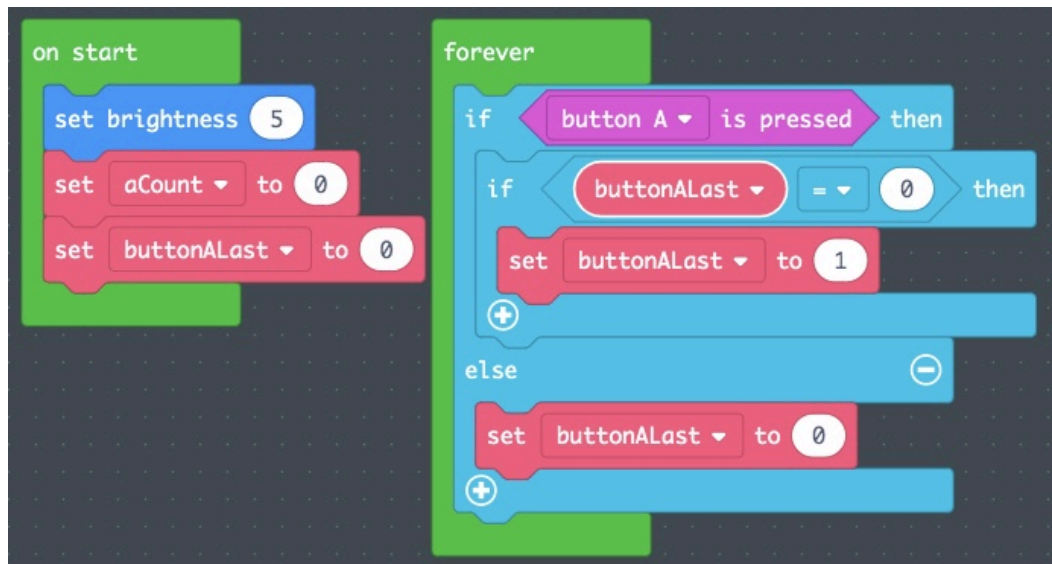 on start
set brightness 5
set aCount to 0
set buttonALast to 0
forever
if button A is pressed then
if buttonALast = 0 then
set buttonALast to 1
else
set buttonALast to 0